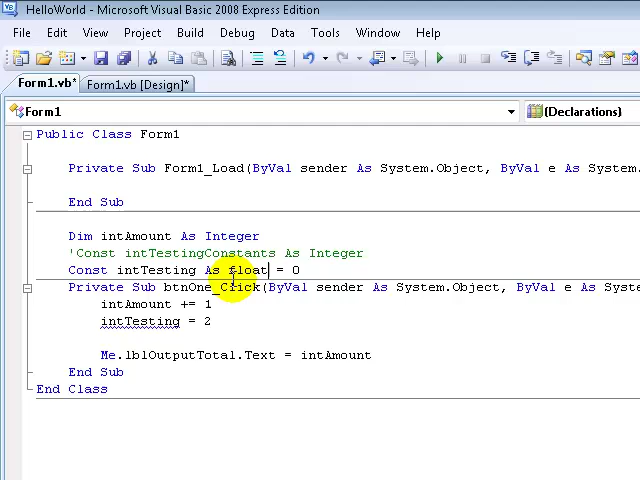 HelloWorld - Microsoft Visual Basic 2008 Express Edition
File Edit View Project Build Debug Data Tools Window Help
Form1.vb* Form1.vb [Design]*
Form1 (Declarations)
Public Class Form1
Private Sub Form1_Load(ByVal sender As System.Object, ByVal e As System.
End Sub
Dim intAmount As Integer
'Const intTestingConstants As Integer
Const intTesting As float = 0
Private Sub btnOne_Click(ByVal sender As System.Object, ByVal e As Syste
intAmount += 1
intTesting = 2
Me.lblOutputTotal.Text = intAmount
End Sub
End Class